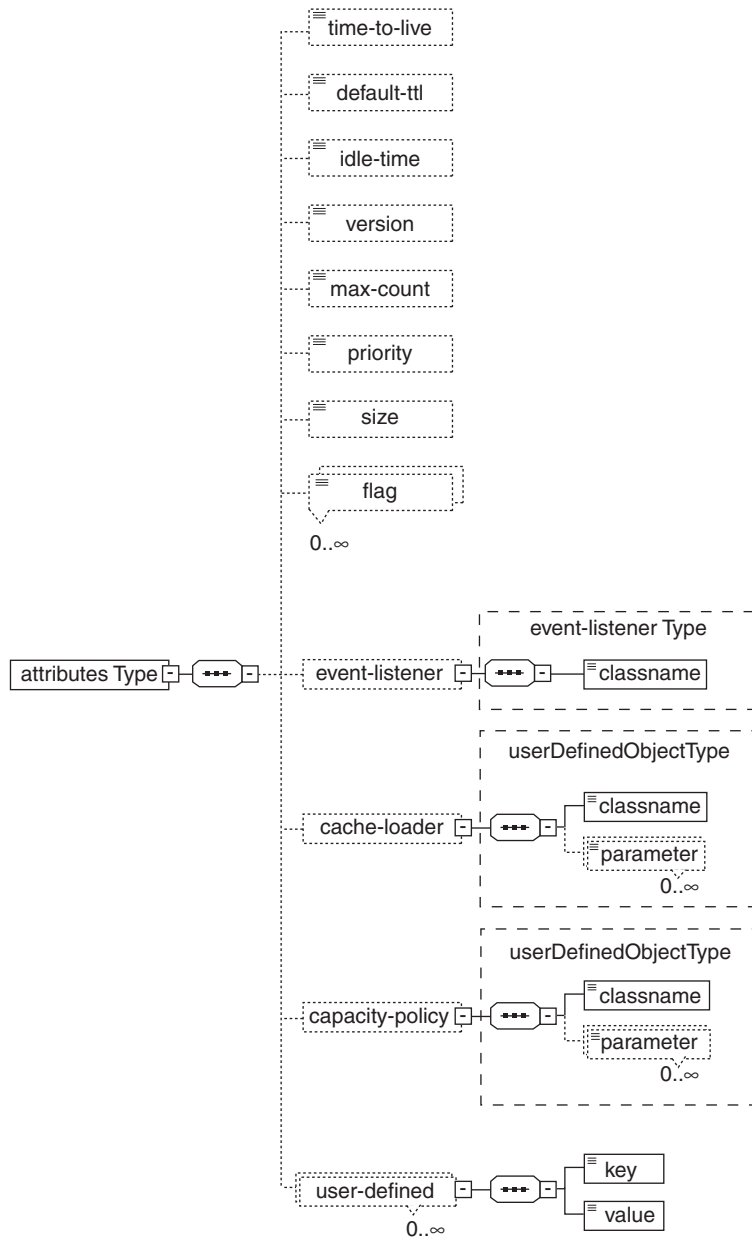 time-to-live
default-ttl
idle-time
version
max-count
priority
size
flag
0..∞
attributes Type
event-listener
event-listener Type
classname
cache-loader
userDefinedObjectType
classname
parameter
0..∞
capacity-policy
userDefinedObjectType
classname
parameter
0..∞
user-defined
0..∞
key
value